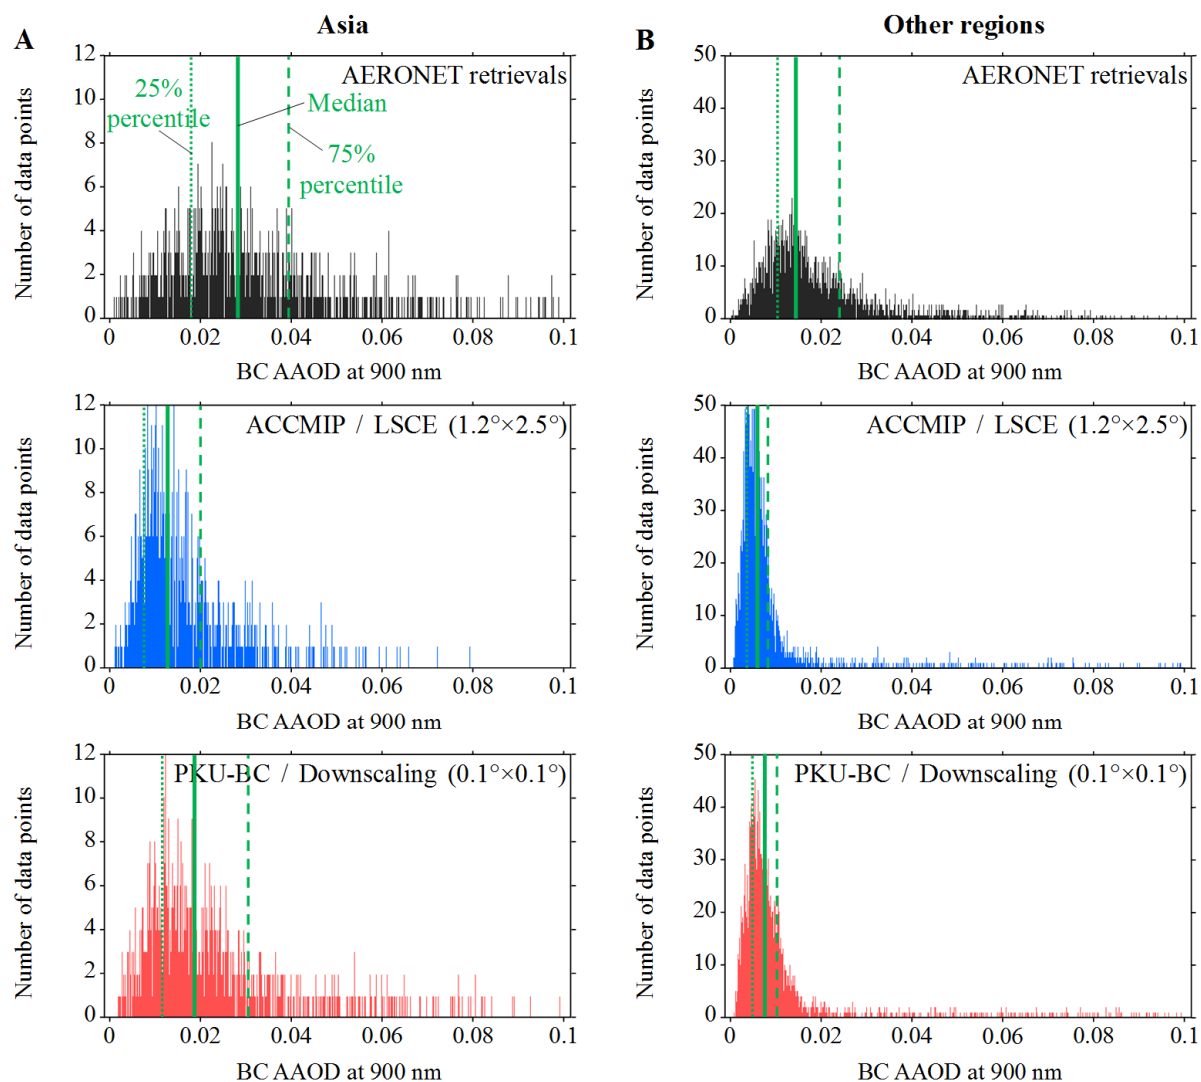 A
Asia
12
10
8
6
4
2
0
Number of data points
AERONET retrievals
25%
percentile
Median
75%
percentile
0 0.02 0.04 0.06 0.08 0.1
BC AAOD at 900 nm
12
10
8
6
4
2
0
Number of data points
ACCMIP / LSCE (1.2°×2.5°)
0 0.02 0.04 0.06 0.08 0.1
BC AAOD at 900 nm
12
10
8
6
4
2
0
Number of data points
PKU-BC / Downscaling (0.1°×0.1°)
0 0.02 0.04 0.06 0.08 0.1
BC AAOD at 900 nm
B
Other regions
50
40
30
20
10
0
Number of data points
AERONET retrievals
0 0.02 0.04 0.06 0.08 0.1
BC AAOD at 900 nm
50
40
30
20
10
0
Number of data points
ACCMIP / LSCE (1.2°×2.5°)
0 0.02 0.04 0.06 0.08 0.1
BC AAOD at 900 nm
50
40
30
20
10
0
Number of data points
PKU-BC / Downscaling (0.1°×0.1°)
0 0.02 0.04 0.06 0.08 0.1
BC AAOD at 900 nm